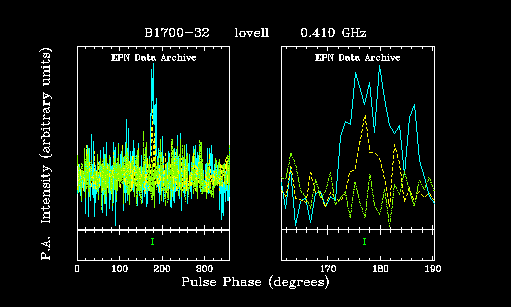 B1700-32 lovell 0.410 GHz
EPN Data Archive EPN Data Archive
P.A. Intensity (arbitrary units)
0 100 200 300 170 180 190
Pulse Phase (degrees)